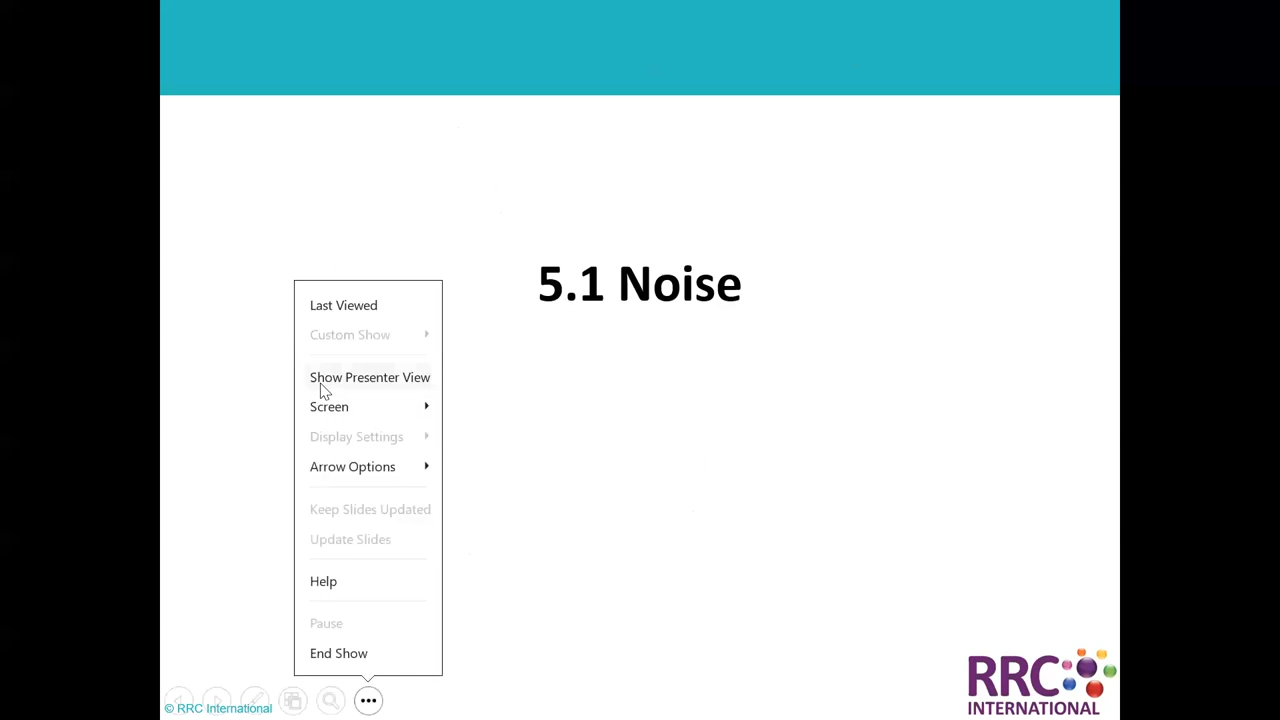 5.1 Noise
Last Viewed
Custom Show
Show Presenter View
Screen
Display Settings
Arrow Options
Keep Slides Updated
Update Slides
Help
Pause
End Show
© RRC International
RRC
INTERNATIONAL